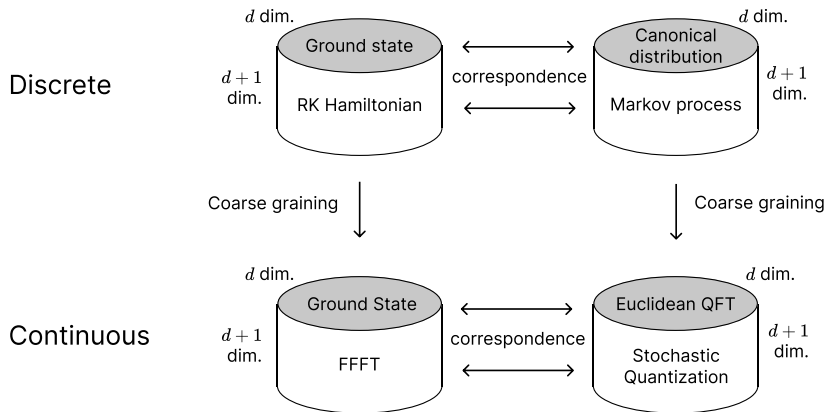 d dim.
d dim.
Ground state
Canonical
distribution
Discrete
d + 1
dim.
RK Hamiltonian
correspondence
Markov process
d + 1
dim.
Coarse graining
Coarse graining
d dim.
d dim.
Ground State
Euclidean QFT
Continuous
d + 1
dim.
FFFT
correspondence
Stochastic
Quantization
d + 1
dim.